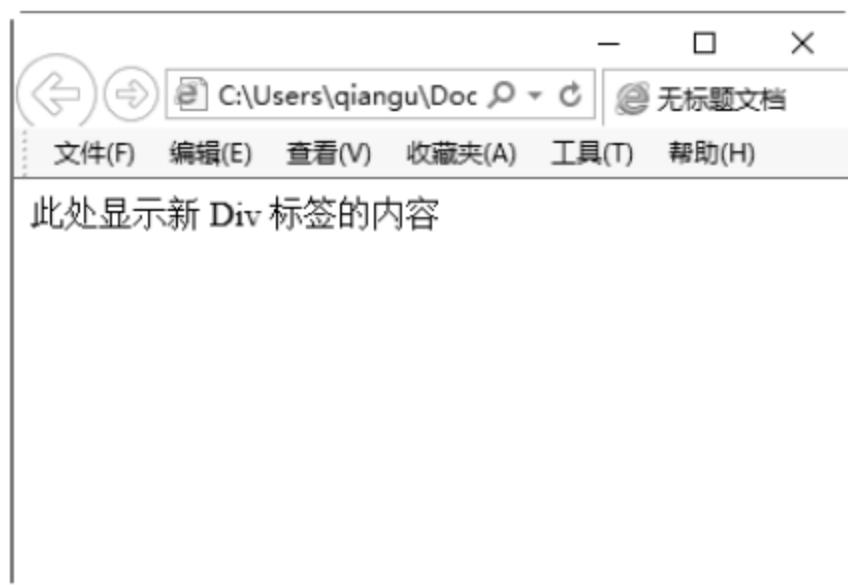 C:\Users\qiangu\Doc 无标题文档
文件(F) 编辑(E) 查看(V) 收藏夹(A) 工具(T) 帮助(H)
此处显示新 Div 标签的内容